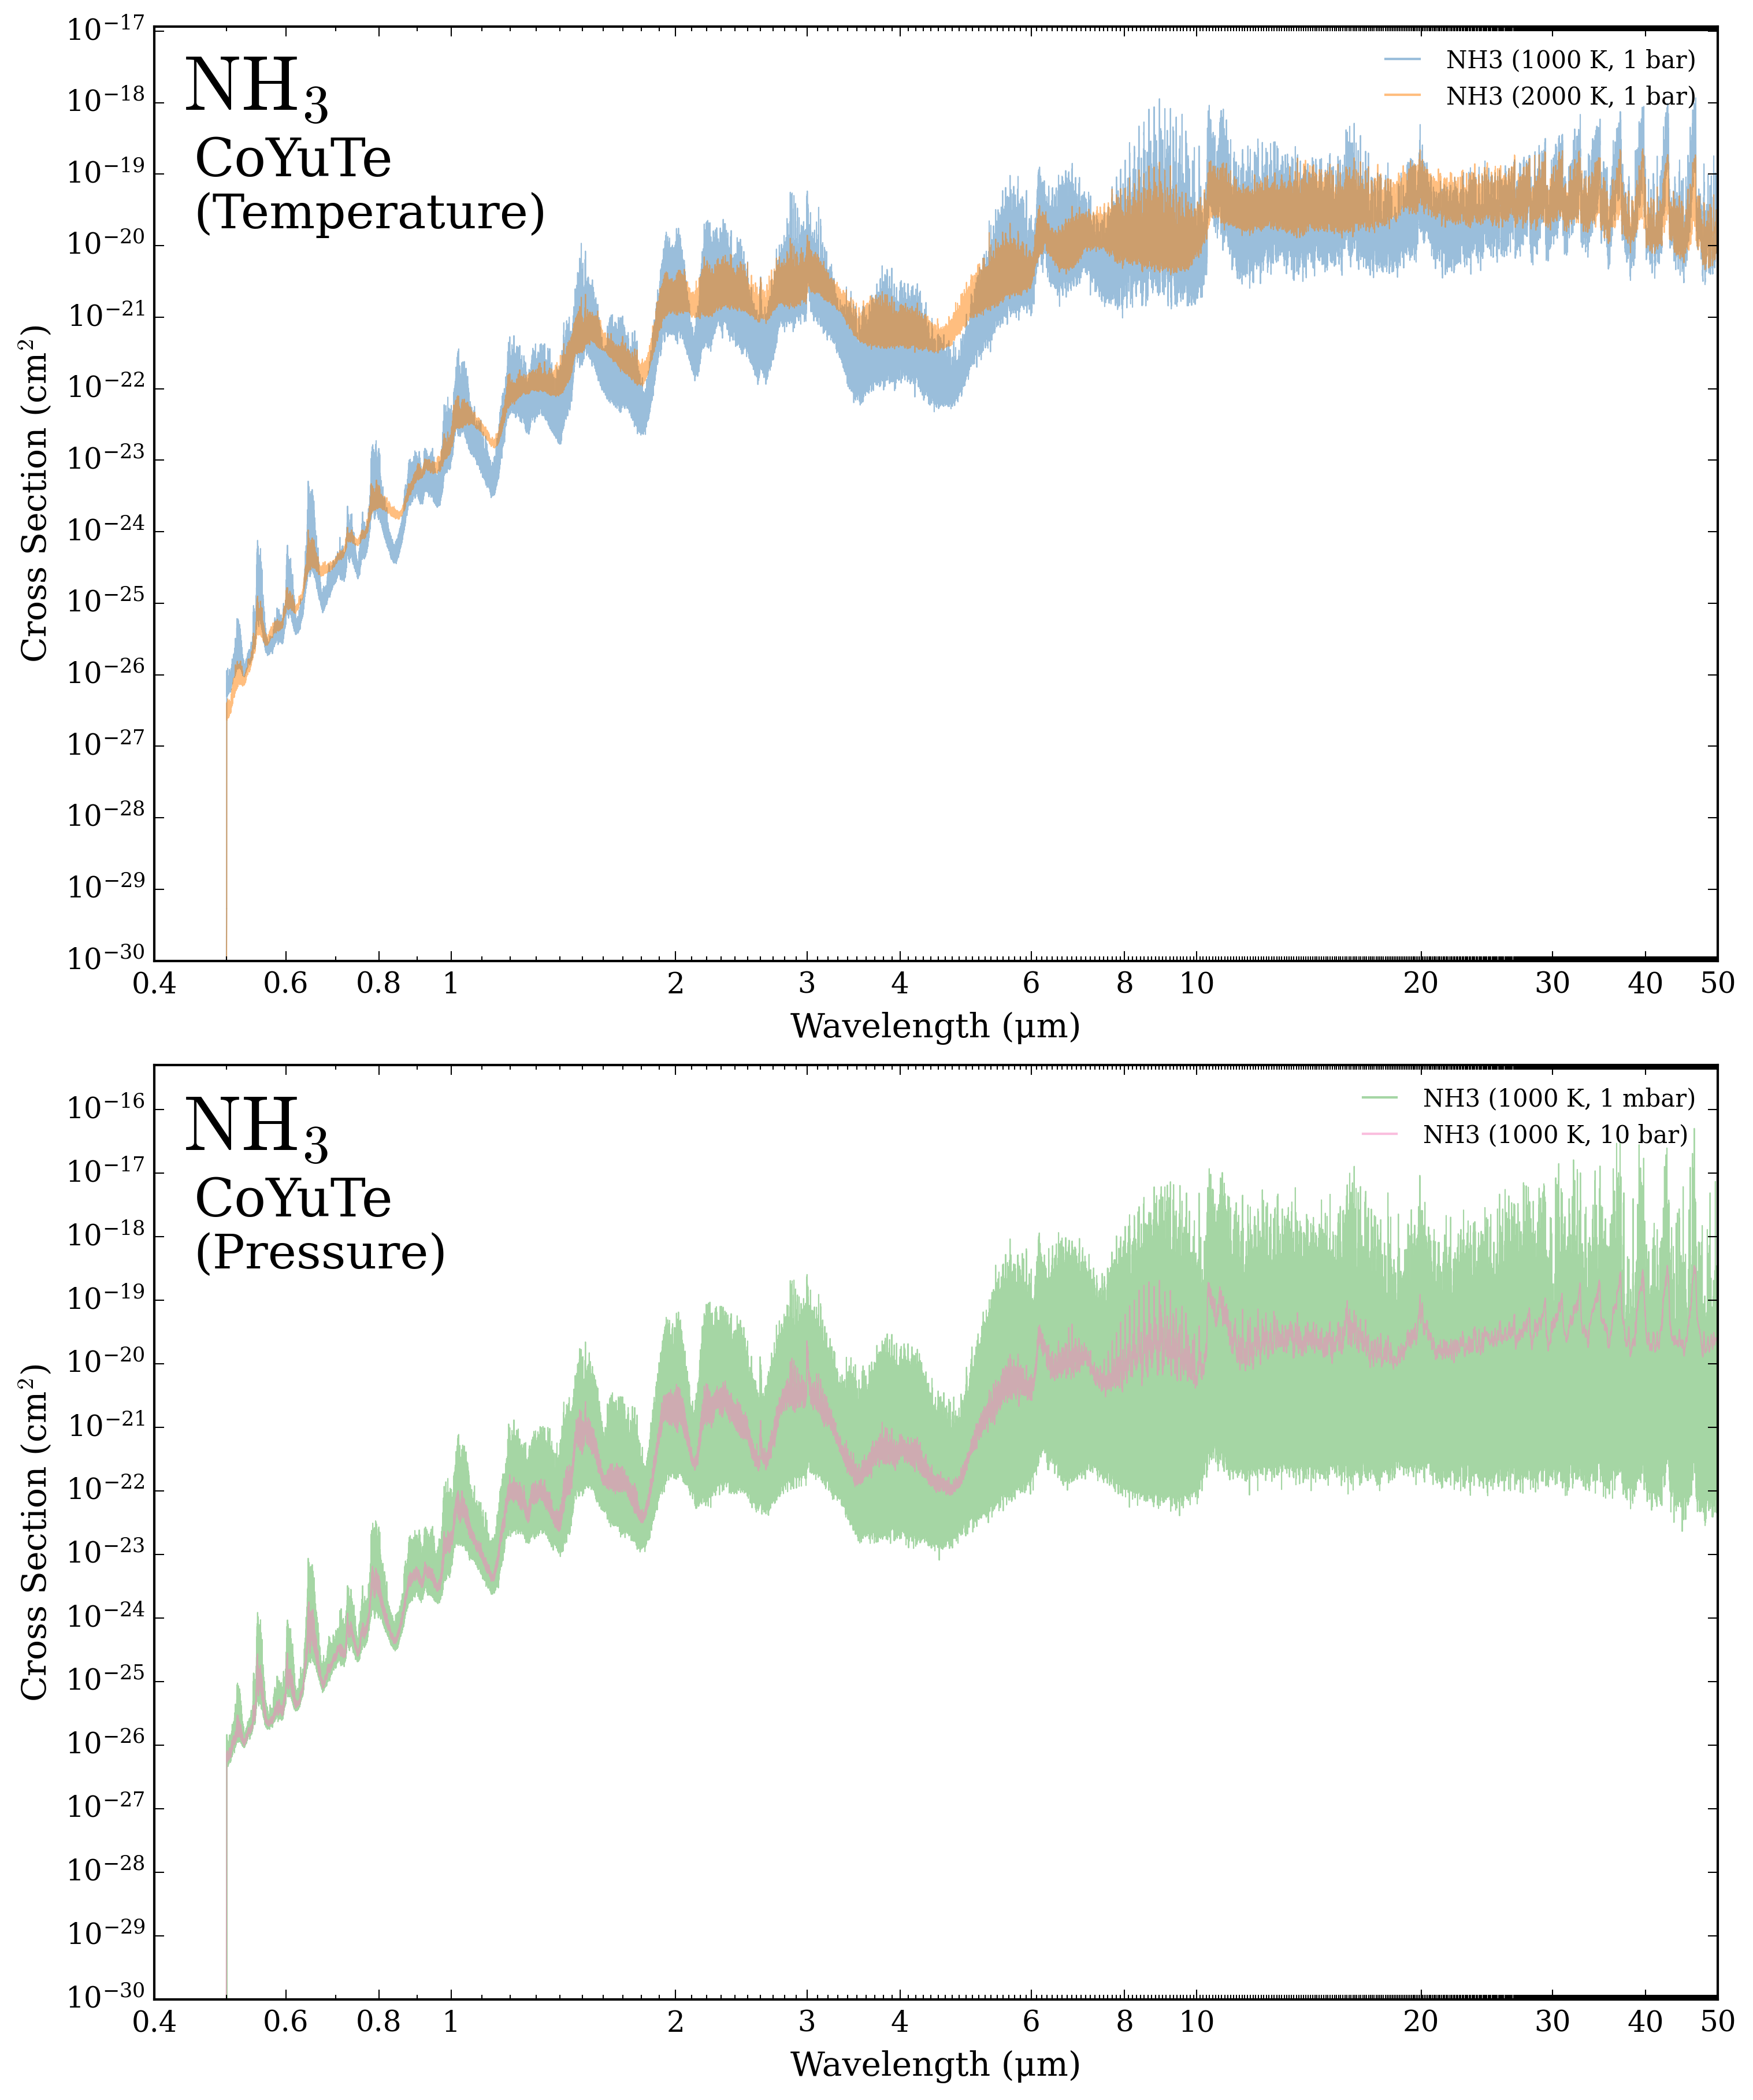 NH₃
CoYuTe
(Temperature)
NH3 (1000 K, 1 bar)
NH3 (2000 K, 1 bar)
Cross Section (cm²)
10⁻¹⁷
10⁻¹⁸
10⁻¹⁹
10⁻²⁰
10⁻²¹
10⁻²²
10⁻²³
10⁻²⁴
10⁻²⁵
10⁻²⁶
10⁻²⁷
10⁻²⁸
10⁻²⁹
10⁻³⁰
0.4 0.6 0.8 1 2 3 4 6 8 10 20 30 40 50
Wavelength (µm)
NH₃
CoYuTe
(Pressure)
NH3 (1000 K, 1 mbar)
NH3 (1000 K, 10 bar)
Cross Section (cm²)
10⁻¹⁶
10⁻¹⁷
10⁻¹⁸
10⁻¹⁹
10⁻²⁰
10⁻²¹
10⁻²²
10⁻²³
10⁻²⁴
10⁻²⁵
10⁻²⁶
10⁻²⁷
10⁻²⁸
10⁻²⁹
10⁻³⁰
0.4 0.6 0.8 1 2 3 4 6 8 10 20 30 40 50
Wavelength (µm)